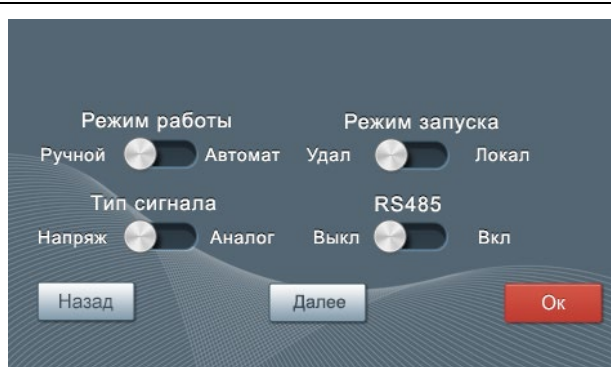 Режим работы Режим запуска
Ручной Автомат Удал Локал
Тип сигнала RS485
Напряж Аналог Выкл Вкл
Назад Далее Ок